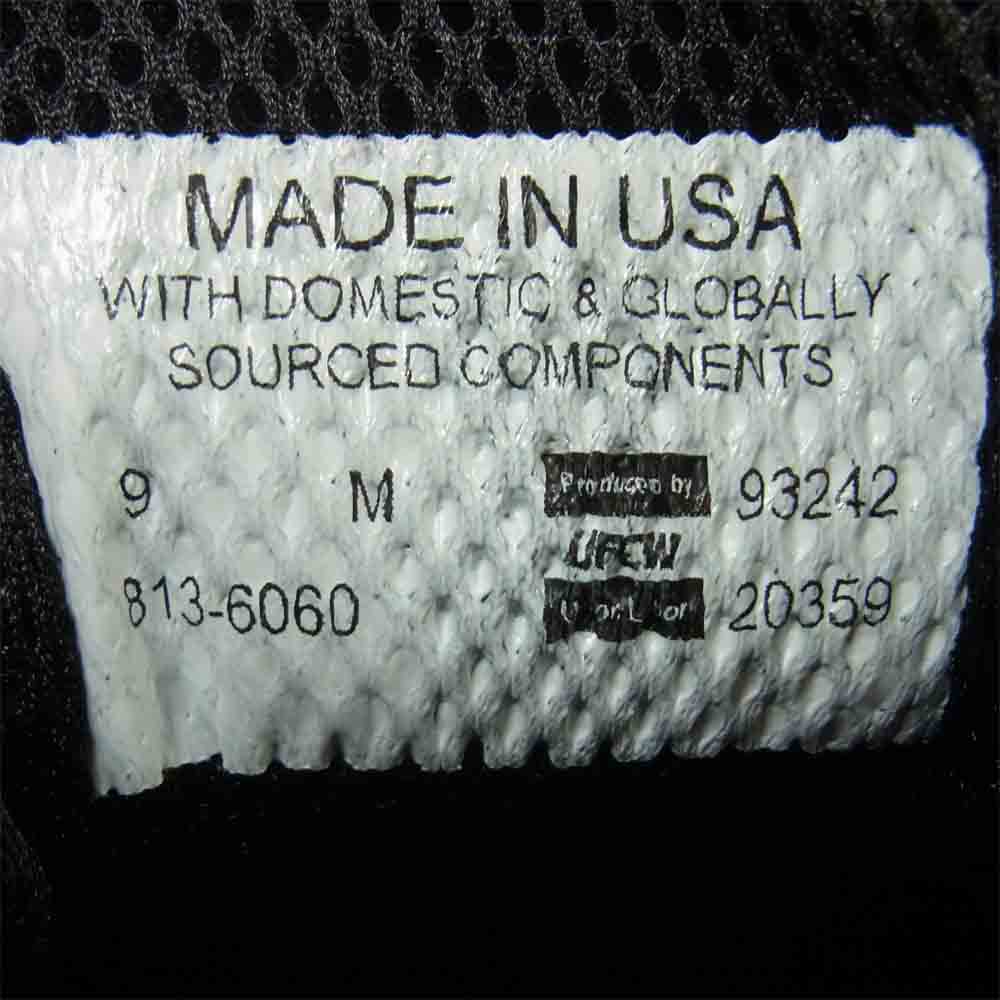 MADE IN USA
WITH DOMESTIC & GLOBALLY
SOURCED COMPONENTS
9 M Produced by 93242
UFCW
813-6060 20359